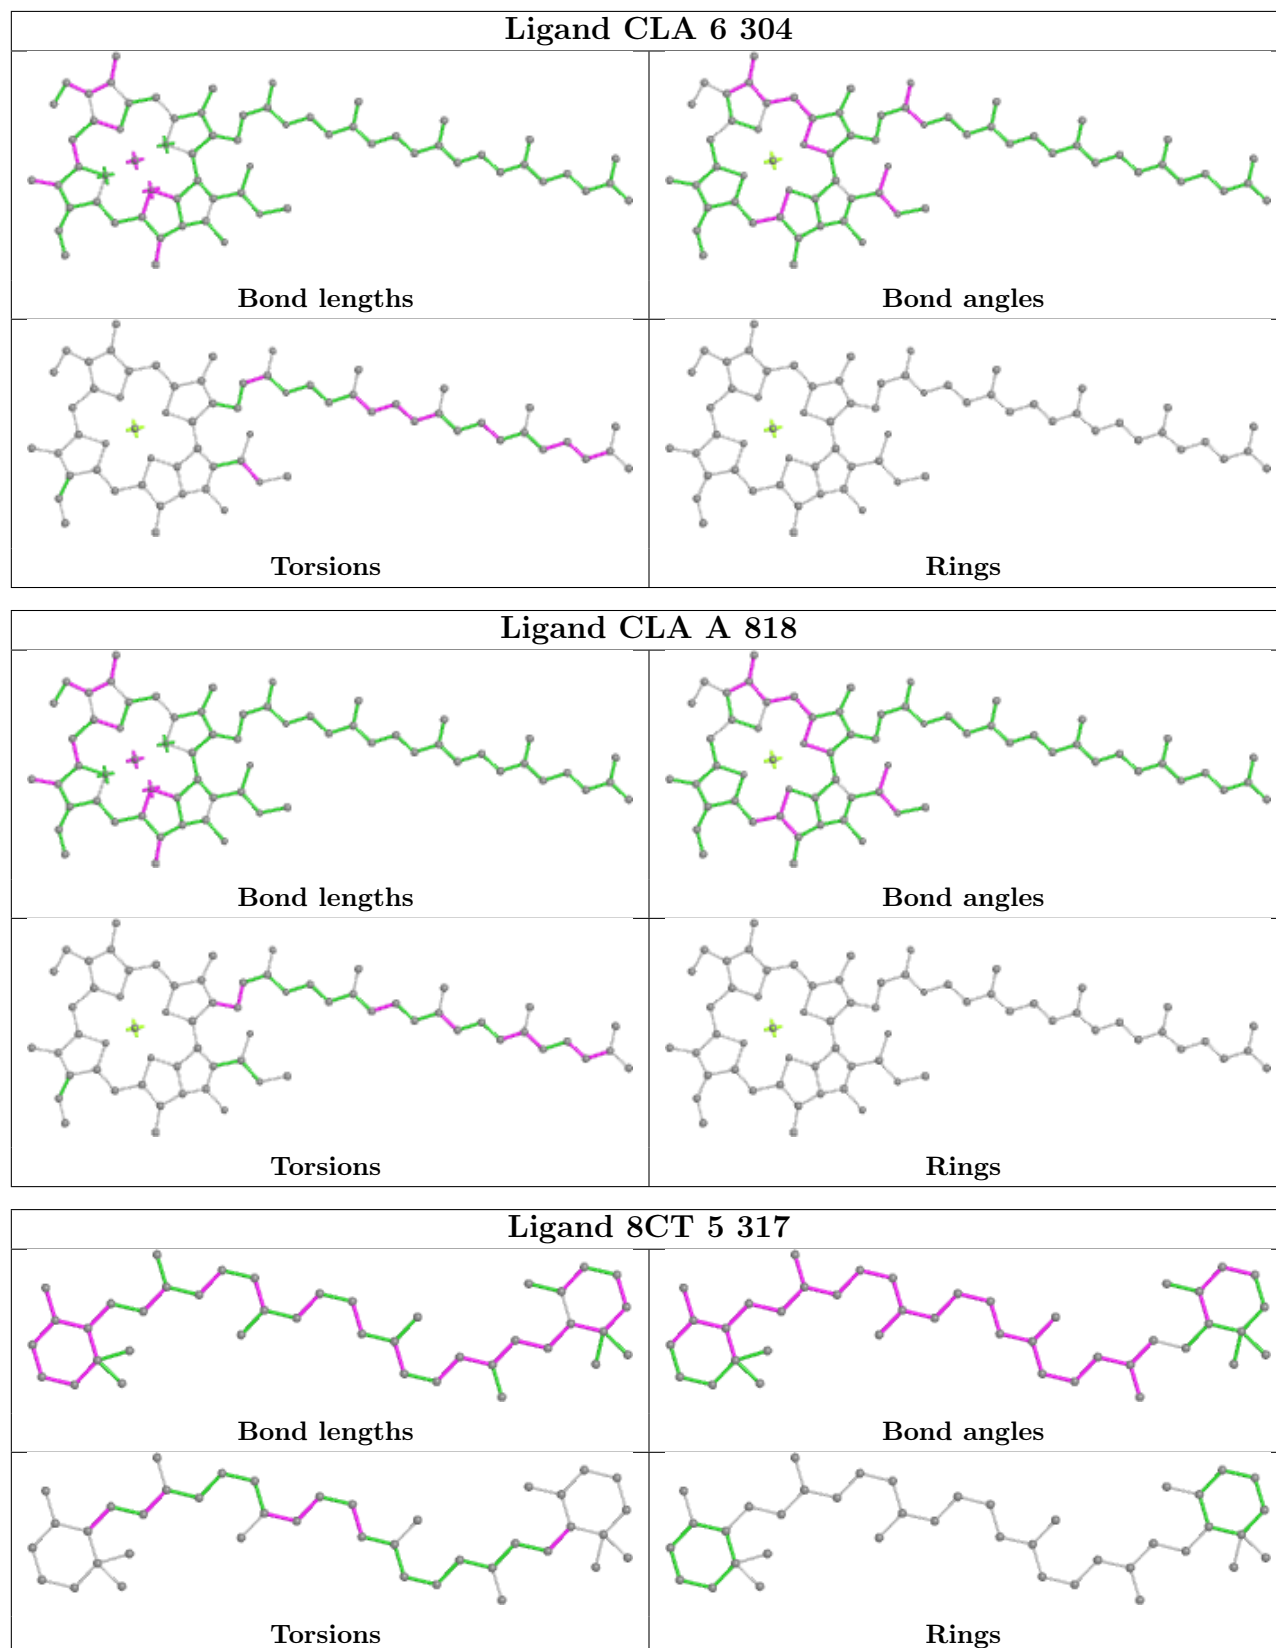 Ligand CLA 6 304
Bond lengths
Bond angles
Torsions
Rings
Ligand CLA A 818
Bond lengths
Bond angles
Torsions
Rings
Ligand 8CT 5 317
Bond lengths
Bond angles
Torsions
Rings